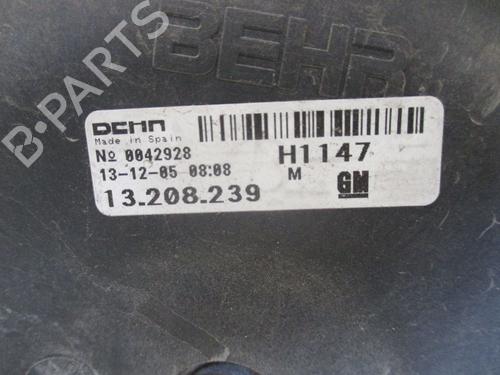 BEHR
B-PARTS
BEHR
Made in Spain
Nº 0042928
H1147
13-12-05 08:08
M
GM
13.208.239